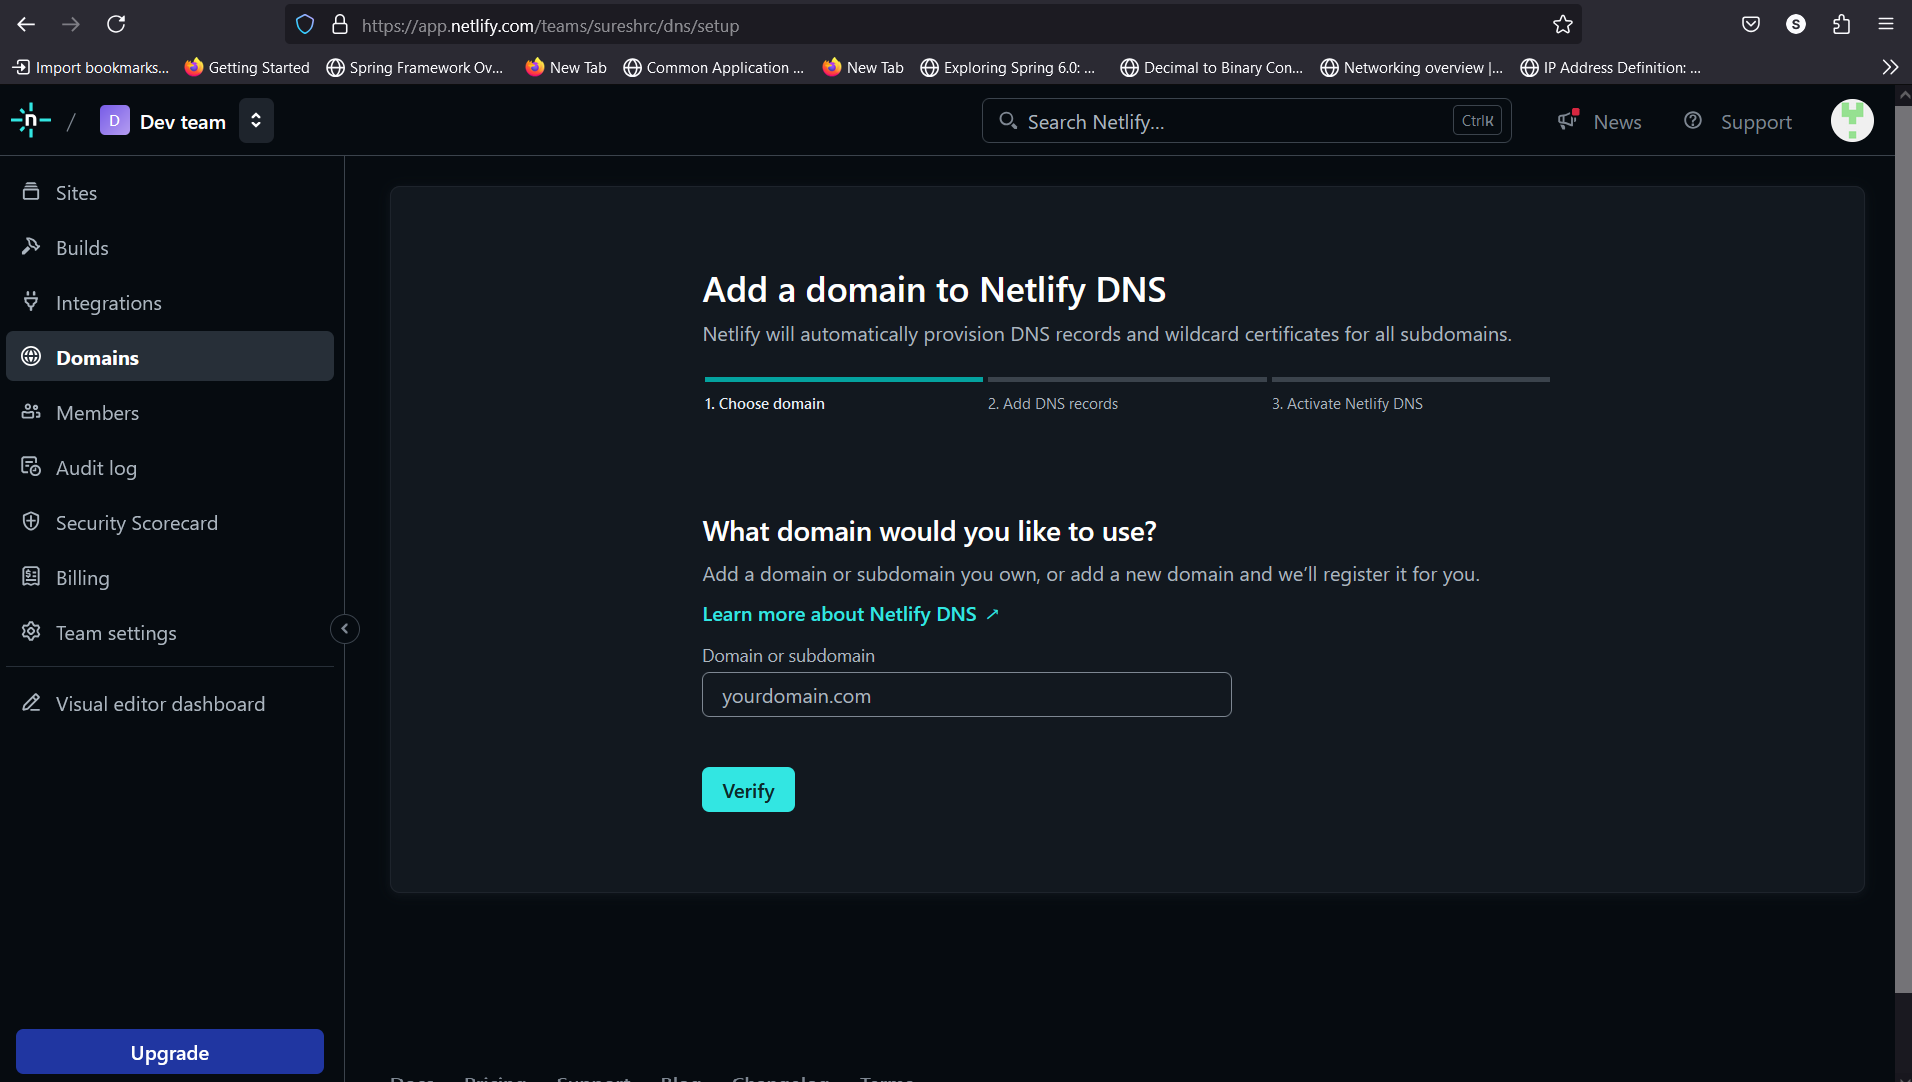 https://app.netlify.com/teams/sureshrc/dns/setup
S
Import bookmarks...
Getting Started
Spring Framework Ov...
New Tab
Common Application ...
New Tab
Exploring Spring 6.0: ...
Decimal to Binary Con...
Networking overview |...
IP Address Definition: ...
n
/
D
Dev team
Search Netlify...
Ctrl K
News
Support
Sites
Builds
Integrations
Domains
Members
Audit log
Security Scorecard
Billing
Team settings
Visual editor dashboard
Upgrade
Add a domain to Netlify DNS
Netlify will automatically provision DNS records and wildcard certificates for all subdomains.
1. Choose domain
2. Add DNS records
3. Activate Netlify DNS
What domain would you like to use?
Add a domain or subdomain you own, or add a new domain and we’ll register it for you.
Learn more about Netlify DNS ↗
Domain or subdomain
yourdomain.com
Verify
Docs Pricing Support Blog Changelog Terms